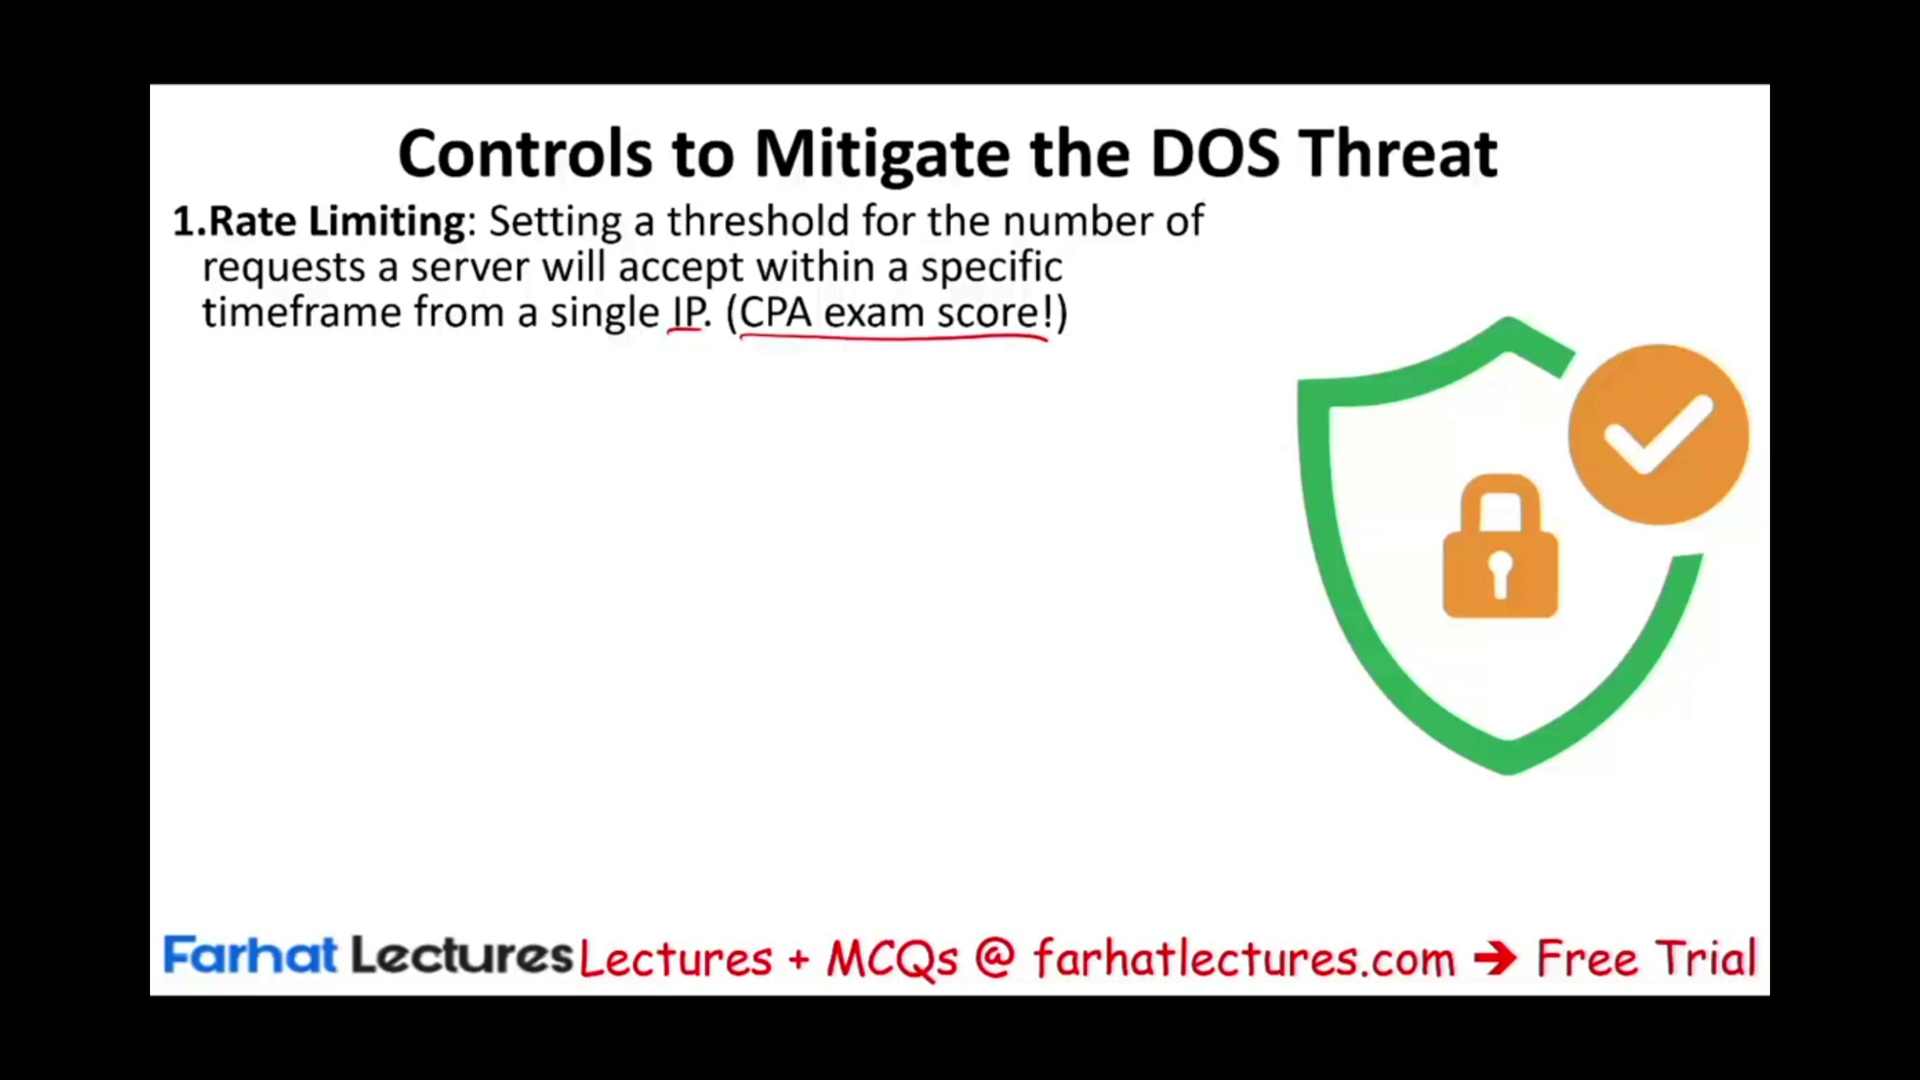 Controls to Mitigate the DOS Threat
1.Rate Limiting: Setting a threshold for the number of
requests a server will accept within a specific
timeframe from a single IP. (CPA exam score!)
Farhat Lectures Lectures + MCQs @ farhatlectures.com → Free Trial